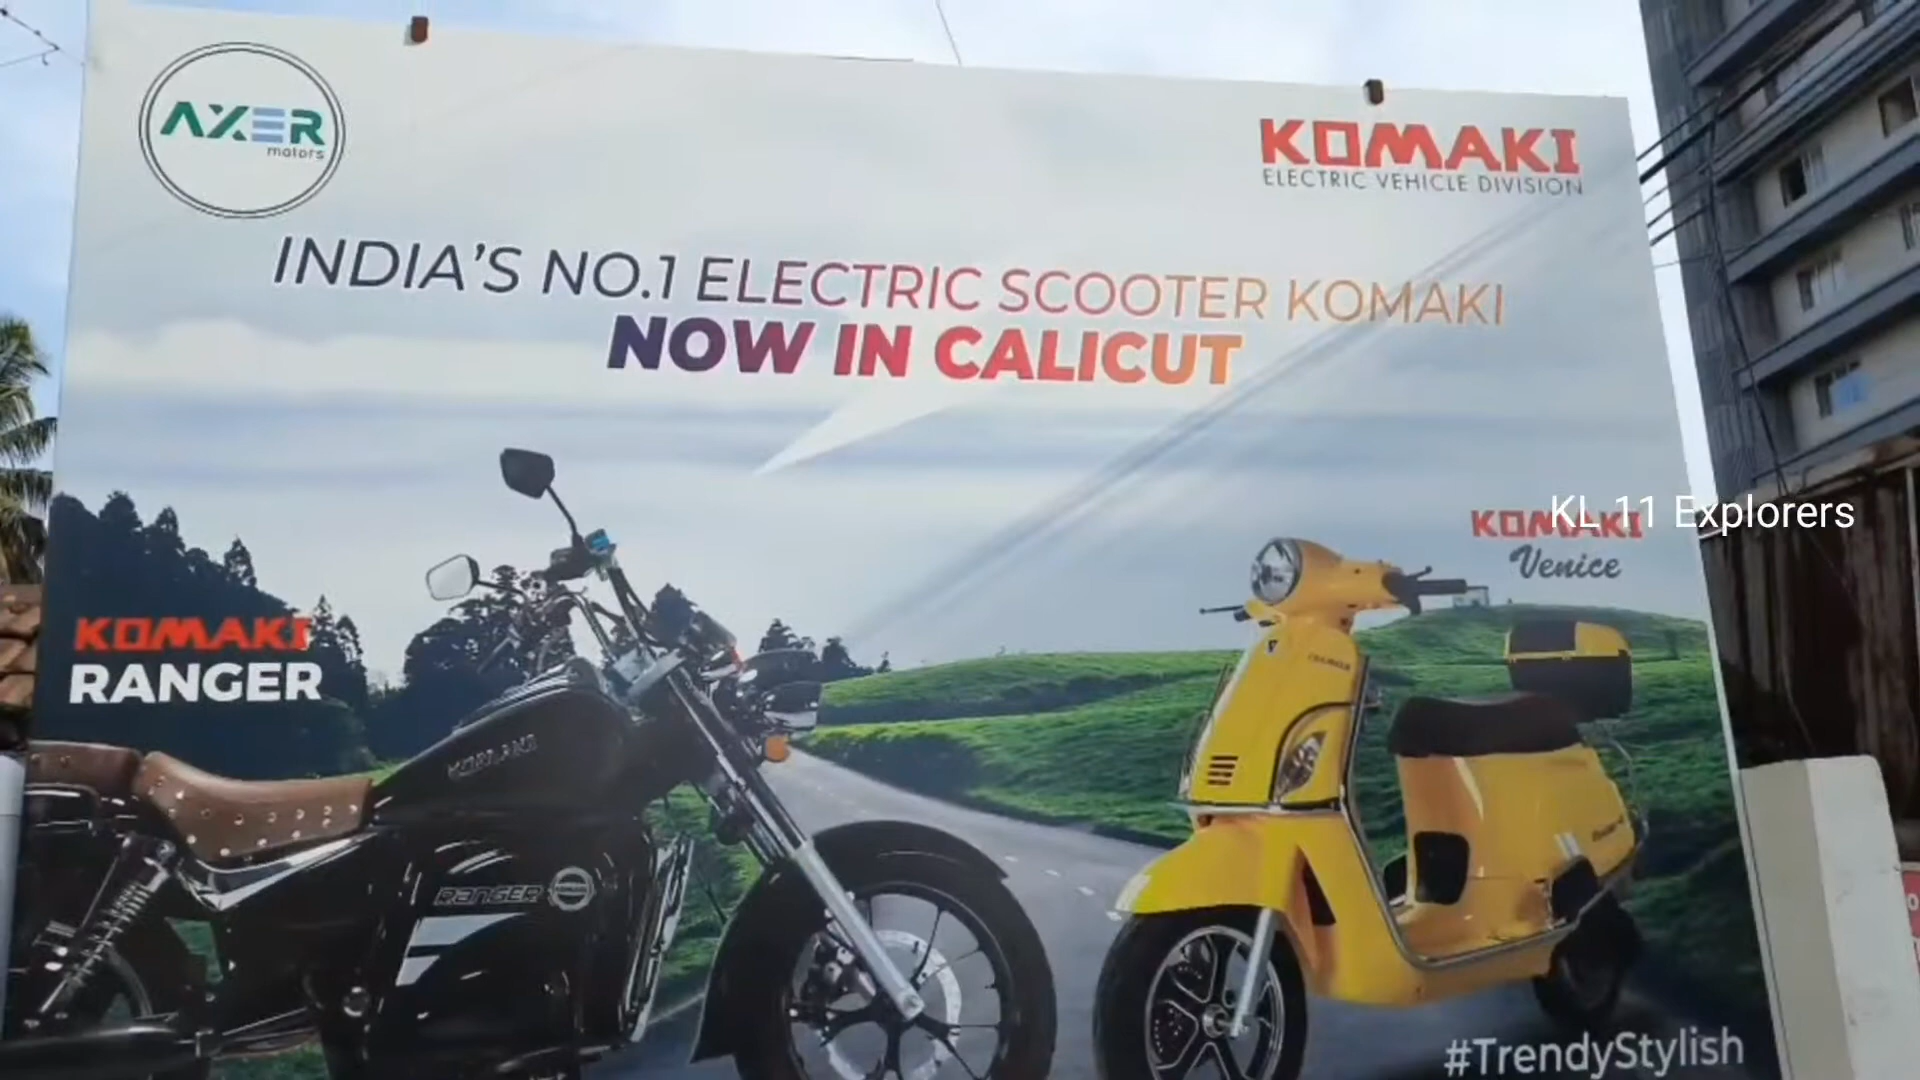 AXER
motors
KOMAKI
ELECTRIC VEHICLE DIVISION
INDIA'S NO.1 ELECTRIC SCOOTER KOMAKI
NOW IN CALICUT
KOMAKI
Venice
KL 11 Explorers
KOMAKI
RANGER
KOMAKI
RANGER
#TrendyStylish